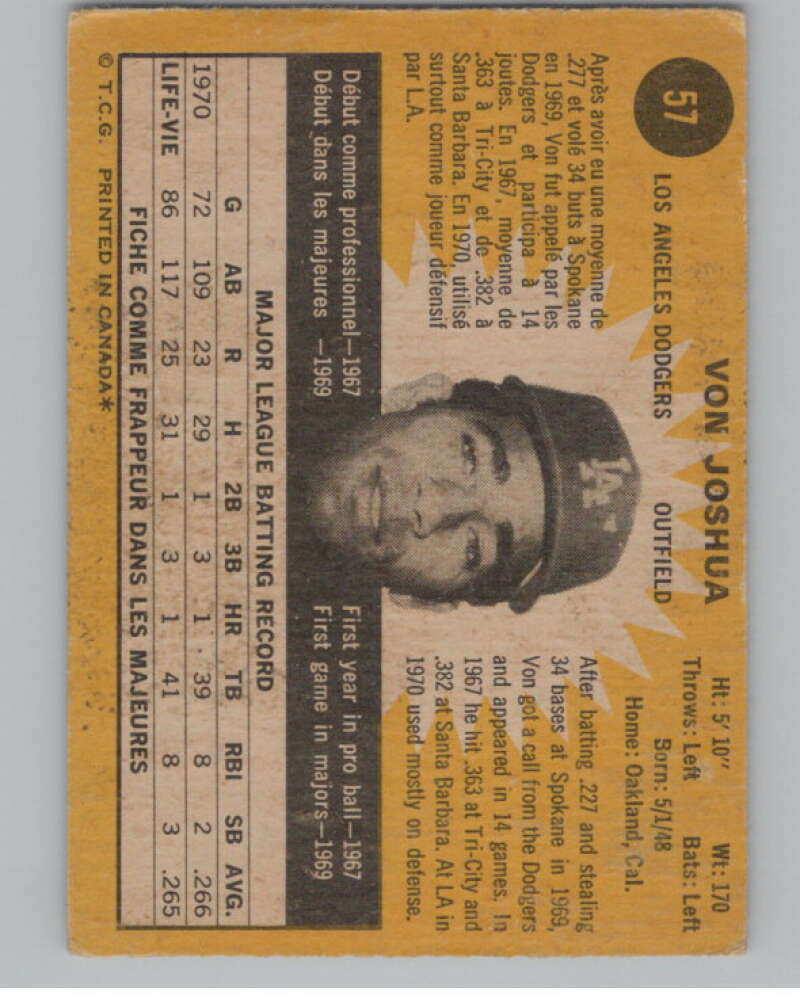 57
VON JOSHUA
LOS ANGELES DODGERS OUTFIELD
Ht: 5' 10" Wt: 170
Throws: Left Bats: Left
Born: 5/1/48
Home: Oakland, Cal.
Après avoir eu une moyenne de
.277 et volé 34 buts à Spokane
en 1969, Von fut appelé par les
Dodgers et participa à 14
joutes. En 1967, moyenne de
.363 à Tri-City et de .382 à
Santa Barbara. En 1970, utilisé
surtout comme joueur défensif
par L.A.
LA
After batting .227 and stealing
34 bases at Spokane in 1969,
Von got a call from the Dodgers
and appeared in 14 games. In
1967 he hit .363 at Tri-City and
.382 at Santa Barbara. At LA in
1970 used mostly on defense.
Début comme professionnel—1967
Début dans les majeures —1969
First year in pro ball—1967
First game in majors—1969
MAJOR LEAGUE BATTING RECORD
G AB R H 2B 3B HR TB RBI SB AVG.
1970 72 109 23 29 1 3 1 39 8 2 .266
LIFE-VIE 86 117 25 31 1 3 1 41 8 3 .265
FICHE COMME FRAPPEUR DANS LES MAJEURES
© T.C.G. PRINTED IN CANADA*